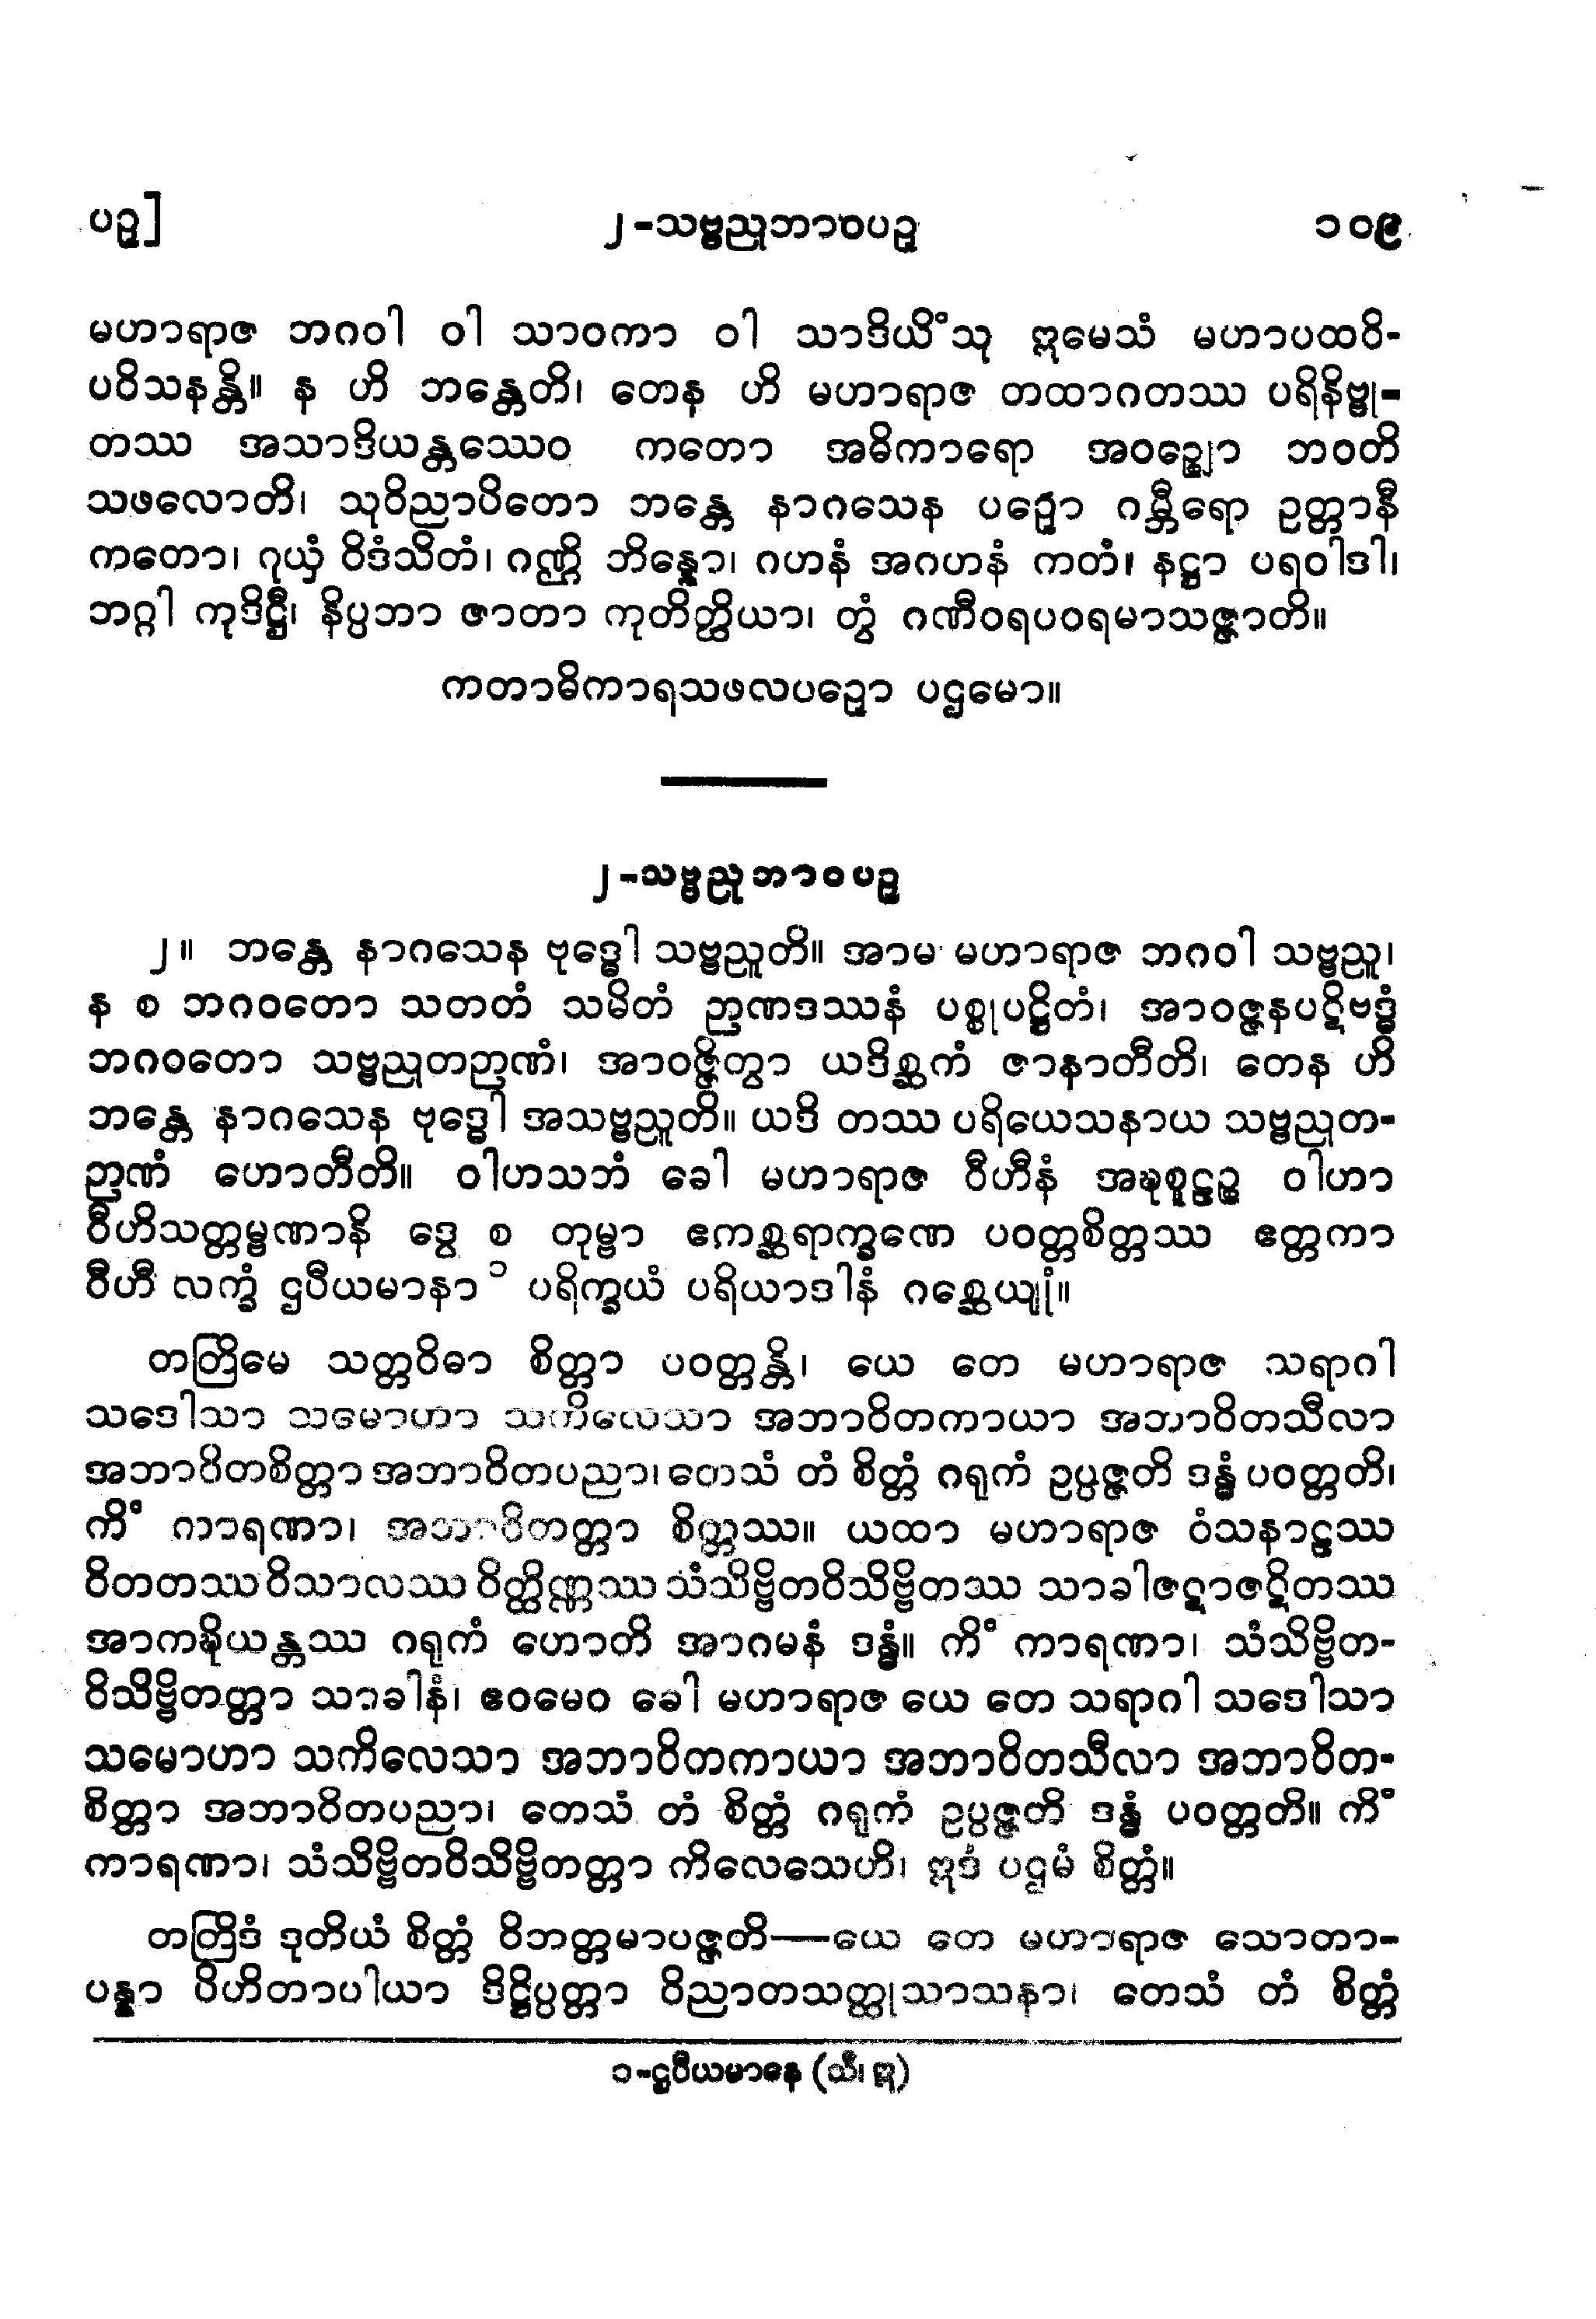 ပဥှ]
၂-သဗ္ဗညုဘာဝပဥှ
၁၀၉
မဟာရာဇ ဘဂဝါ ဝါ သာဝကာ ဝါ သာဒိယိံသု ဣမေသံ မဟာပထဝိ-
ပဝိသနန္တိ။ န ဟိ ဘန္တေတိ၊ တေန ဟိ မဟာရာဇ တထာဂတဿ ပရိနိဗ္ဗု-
တဿ အသာဒိယန္တဿေဝ ကတော အဓိကာရော အဝဉ္ဈော ဘဝတိ
သဖလောတိ၊ သုဝိညာပိတော ဘန္တေ နာဂသေန ပဉှော ဂမ္ဘီရော ဥတ္တာနီ
ကတော၊ ဂုယှံ ဝိဒံသိတံ၊ ဂဏ္ဌိ ဘိန္နော၊ ဂဟနံ အဂဟနံ ကတံ၊ နဋ္ဌာ ပရဝါဒါ၊
ဘဂ္ဂါ ကုဒိဋ္ဌီ၊ နိပ္ပဘာ ဇာတာ ကုတိတ္ထိယာ၊ တွံ ဂဏီဝရပဝရမာသဇ္ဇာတိ။
ကတာဓိကာရသဖလပဉှော ပဌမော။
၂-သဗ္ဗညုဘာဝပဥှ
၂။ ဘန္တေ နာဂသေန ဗုဒ္ဓေါ သဗ္ဗညူတိ။ အာမ မဟာရာဇ ဘဂဝါ သဗ္ဗညူ၊
န စ ဘဂဝတော သတတံ သမိတံ ဉာဏဒဿနံ ပစ္စုပဋ္ဌိတံ၊ အာဝဇ္ဇနပဋိဗဒ္ဓံ
ဘဂဝတော သဗ္ဗညုတဉာဏံ၊ အာဝဇ္ဇိတွာ ယဒိစ္ဆကံ ဇာနာတီတိ၊ တေန ဟိ
ဘန္တေ နာဂသေန ဗုဒ္ဓေါ အသဗ္ဗညူတိ။ ယဒိ တဿ ပရိယေသနာယ သဗ္ဗညုတ-
ဉာဏံ ဟောတီတိ။ ဝါဟသဘံ ခေါ မဟာရာဇ ဝီဟီနံ အဍ္ဎစူဠဉ္စ ဝါဟာ
ဝီဟိသတ္တမ္ဗဏာနိ ဒွေ စ တုမ္ဗာ ဧကစ္ဆရာက္ခဏေ ပဝတ္တစိတ္တဿ ဧတ္တကာ
ဝီဟီ လက္ခံ ဌပီယမာနာ ၁ ပရိက္ခယံ ပရိယာဒါနံ ဂစ္ဆေယျုံ။
တတြိမေ သတ္တဝိဓာ စိတ္တာ ပဝတ္တန္တိ၊ ယေ တေ မဟာရာဇ သရာဂါ
သဒေါသာ သမောဟာ သကိလေသာ အဘာဝိတကာယာ အဘာဝိတသီလာ
အဘာဝိတစိတ္တာ အဘာဝိတပညာ၊ တေသံ တံ စိတ္တံ ဂရုကံ ဥပ္ပဇ္ဇတိ ဒန္ဓံ ပဝတ္တတိ၊
ကိံ ကာရဏာ၊ အဘာဝိတတ္တာ စိတ္တဿ။ ယထာ မဟာရာဇ ဝံသနာဠဿ
ဝိတတဿ ဝိသာလဿ ဝိတ္ထိဏ္ဏဿ သံသိဗ္ဗိတဝိသိဗ္ဗိတဿ သာခါဇဋာဇဋိတဿ
အာကဍ္ဎိယန္တဿ ဂရုကံ ဟောတိ အာဂမနံ ဒန္ဓံ။ ကိံ ကာရဏာ၊ သံသိဗ္ဗိတ-
ဝိသိဗ္ဗိတတ္တာ သာခါနံ၊ ဧဝမေဝ ခေါ မဟာရာဇ ယေ တေ သရာဂါ သဒေါသာ
သမောဟာ သကိလေသာ အဘာဝိတကာယာ အဘာဝိတသီလာ အဘာဝိတ-
စိတ္တာ အဘာဝိတပညာ၊ တေသံ တံ စိတ္တံ ဂရုကံ ဥပ္ပဇ္ဇတိ ဒန္ဓံ ပဝတ္တတိ။ ကိံ
ကာရဏာ၊ သံသိဗ္ဗိတဝိသိဗ္ဗိတတ္တာ ကိလေသေဟိ၊ ဣဒံ ပဌမံ စိတ္တံ။
တတြိဒံ ဒုတိယံ စိတ္တံ ဝိဘတ္တမာပဇ္ဇတိ—ယေ တေ မဟာရာဇ သောတာ-
ပန္နာ ပိဟိတာပါယာ ဒိဋ္ဌိပ္ပတ္တာ ဝိညာတသတ္ထုသာသနာ၊ တေသံ တံ စိတ္တံ
၁-ဌပီယမာနေ (သီ၊ ဣ)